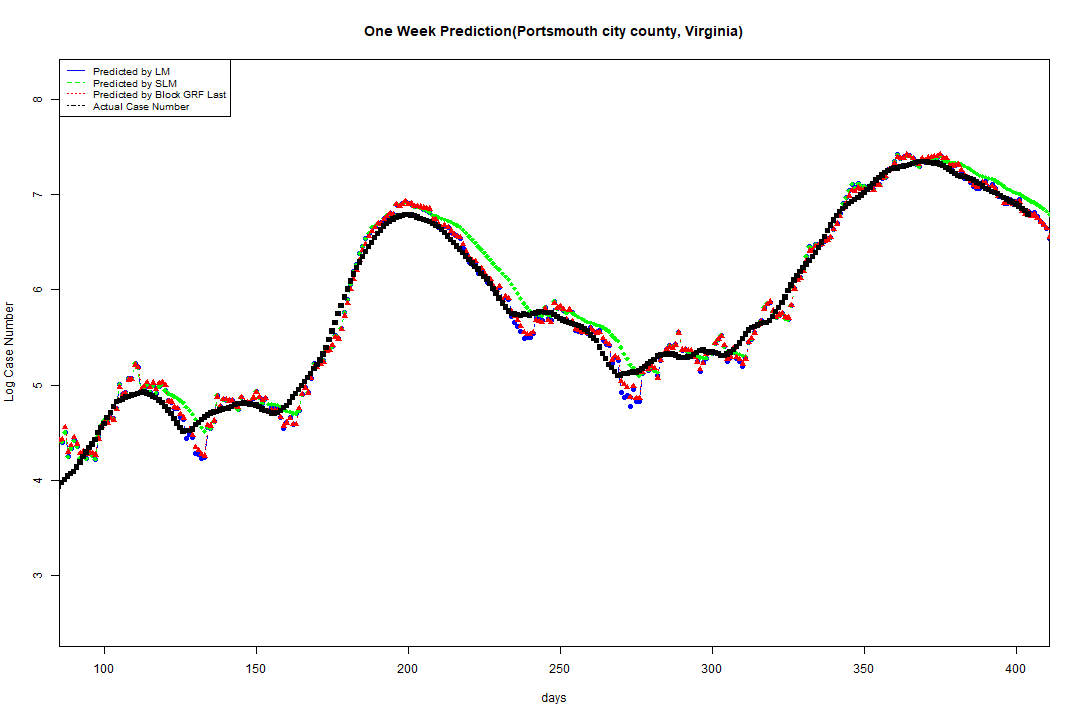 One Week Prediction(Portsmouth city county, Virginia)
Predicted by LM
Predicted by SLM
Predicted by Block GRF Last
Actual Case Number
8
7
6
5
4
3
Log Case Number
100 150 200 250 300 350 400
days